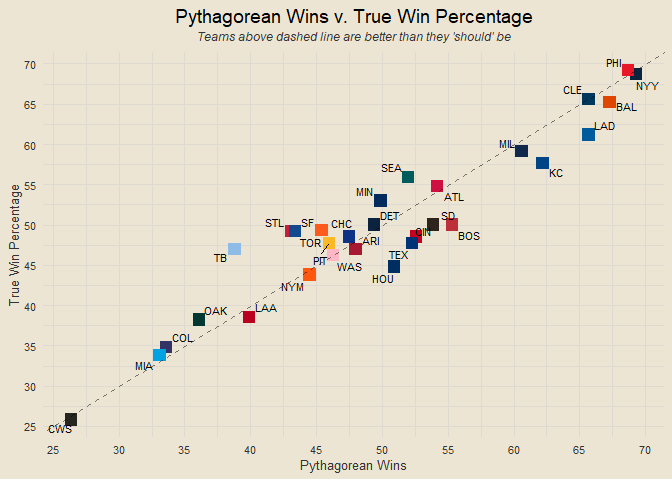 Pythagorean Wins v. True Win Percentage
Teams above dashed line are better than they 'should' be
True Win Percentage
70
65
60
55
50
45
40
35
30
25
PHI
NYY
CLE
BAL
LAD
MIL
KC
SEA
ATL
MIN
DET
SD
BOS
STL
SF
CHC
CIN
TOR
ARI
TB
PIT
WAS
TEX
HOU
NYM
OAK
LAA
COL
MIA
CWS
25
30
35
40
45
50
55
60
65
70
Pythagorean Wins